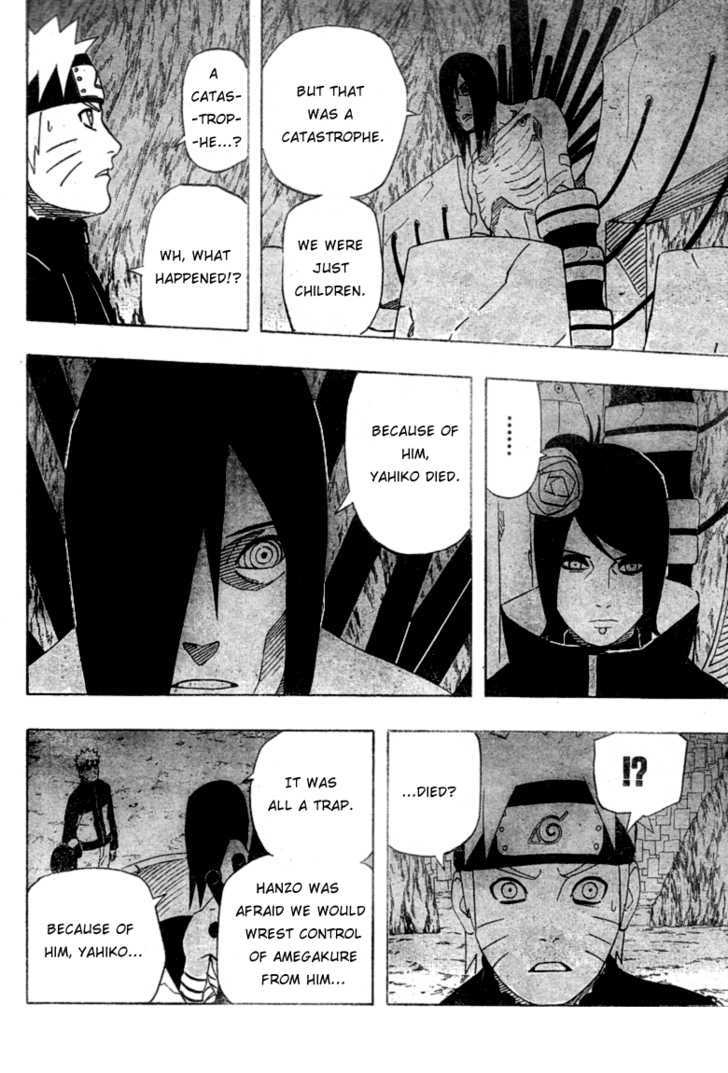 BUT THAT
WAS A
CATASTROPHE.
WE WERE
JUST
CHILDREN.
A
CATAS-
-TROP-
-HE...?
WH, WHAT
HAPPENED!?
........
BECAUSE OF
HIM,
YAHIKO DIED.
!?
...DIED?
IT WAS
ALL A TRAP.
HANZO WAS
AFRAID WE WOULD
WREST CONTROL
OF AMEGAKURE
FROM HIM...
BECAUSE OF
HIM, YAHIKO...